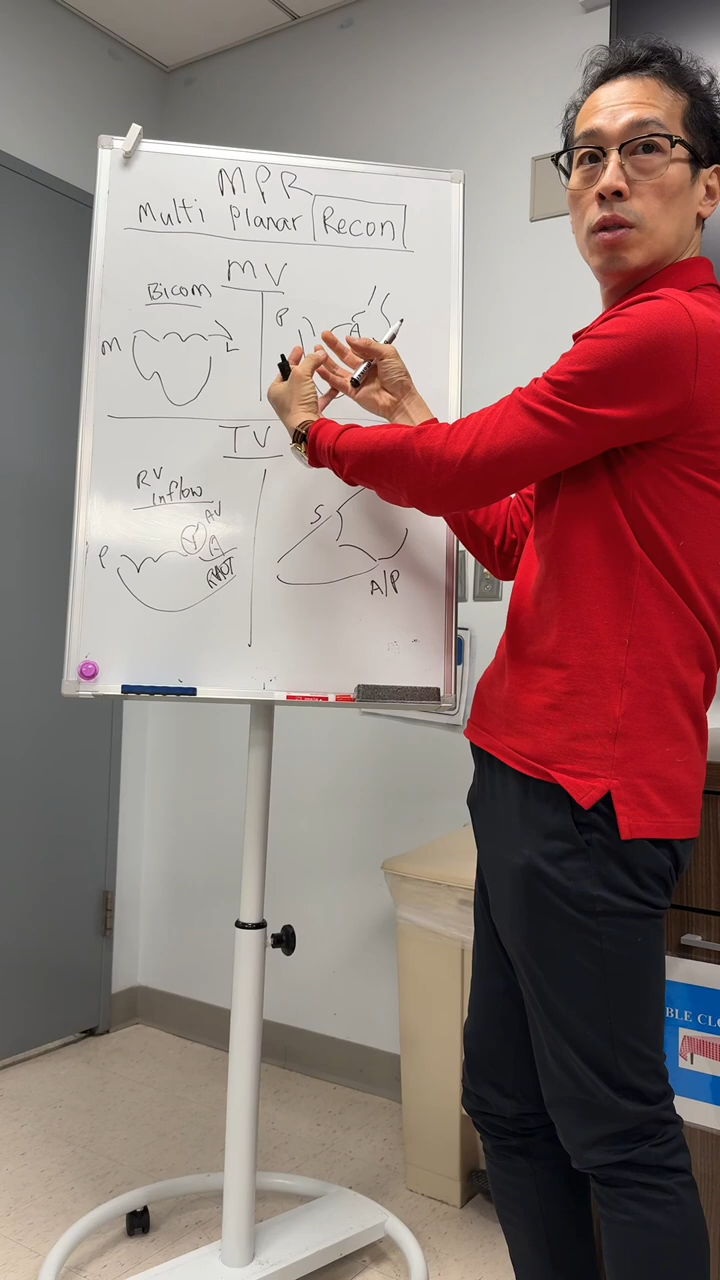 MPR
Multi Planar Recon
MV
Bicom
M
L
P
A
TV
RV
inflow
P
AV
A
RVOT
S
A/P
BLE CLO